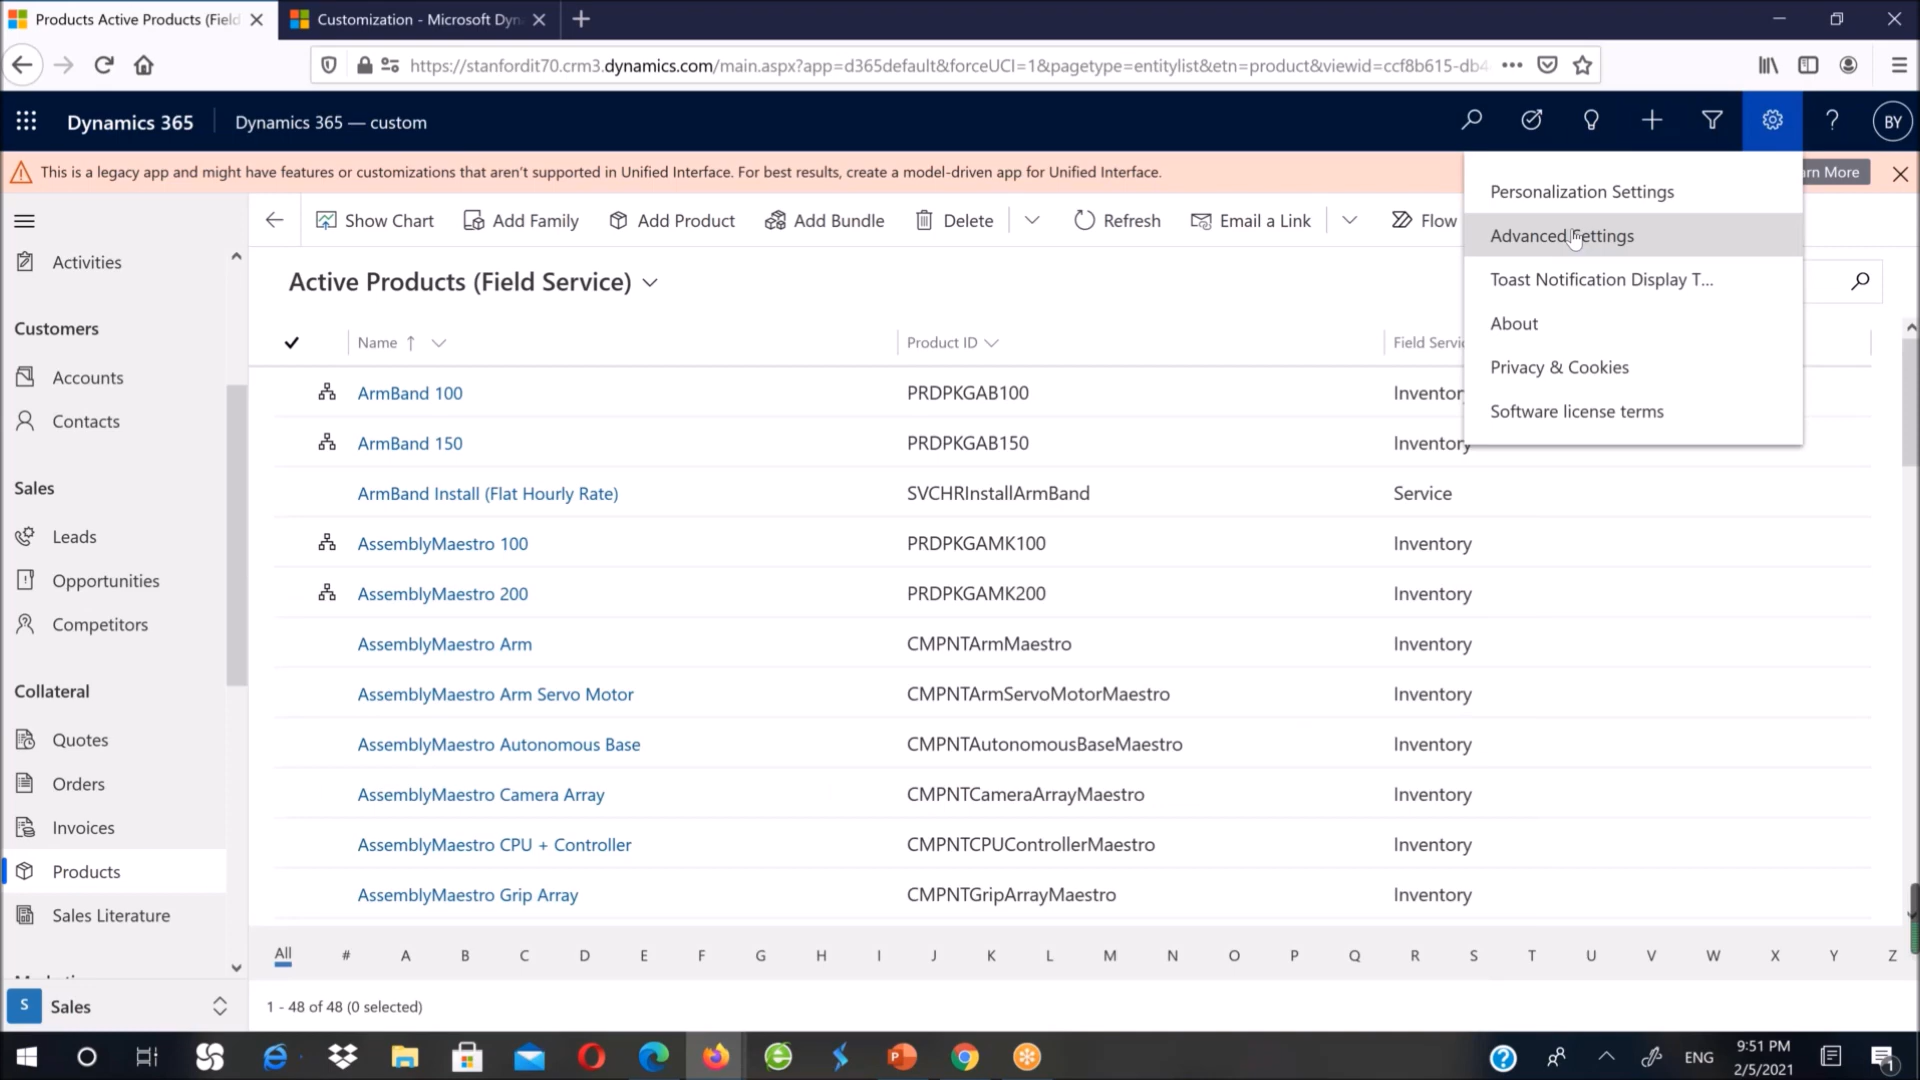 Products Active Products (Field
Customization - Microsoft Dyn
https://stanfordit70.crm3.dynamics.com/main.aspx?app=d365default&forceUCI=1&pagetype=entitylist&etn=product&viewid=ccf8b615-db4
Dynamics 365
Dynamics 365 — custom
BY
This is a legacy app and might have features or customizations that aren't supported in Unified Interface. For best results, create a model-driven app for Unified Interface.
rn More
Personalization Settings
Advanced Settings
Toast Notification Display T...
About
Privacy & Cookies
Software license terms
Show Chart
Add Family
Add Product
Add Bundle
Delete
Refresh
Email a Link
Flow
Activities
Customers
Accounts
Contacts
Sales
Leads
Opportunities
Competitors
Collateral
Quotes
Orders
Invoices
Products
Sales Literature
S Sales
Active Products (Field Service)
Name Product ID Field Servic
ArmBand 100 PRDPKGAB100 Inventory
ArmBand 150 PRDPKGAB150 Inventory
ArmBand Install (Flat Hourly Rate) SVCHRInstallArmBand Service
AssemblyMaestro 100 PRDPKGAMK100 Inventory
AssemblyMaestro 200 PRDPKGAMK200 Inventory
AssemblyMaestro Arm CMPNTArmMaestro Inventory
AssemblyMaestro Arm Servo Motor CMPNTArmServoMotorMaestro Inventory
AssemblyMaestro Autonomous Base CMPNTAutonomousBaseMaestro Inventory
AssemblyMaestro Camera Array CMPNTCameraArrayMaestro Inventory
AssemblyMaestro CPU + Controller CMPNTCPUControllerMaestro Inventory
AssemblyMaestro Grip Array CMPNTGripArrayMaestro Inventory
All # A B C D E F G H I J K L M N O P Q R S T U V W X Y Z
1 - 48 of 48 (0 selected)
ENG
9:51 PM
2/5/2021
1